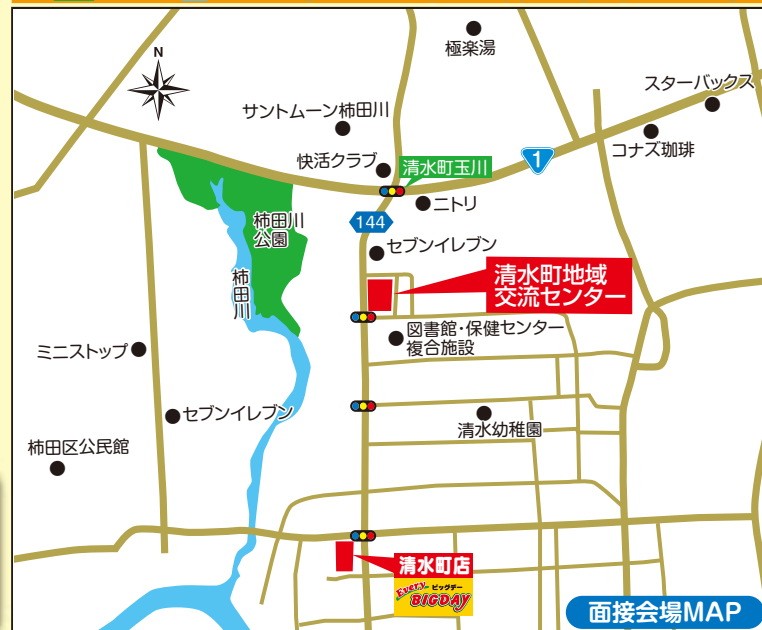 N
極楽湯
スターバックス
サントムーン柿田川
コナズ珈琲
快活クラブ
清水町玉川
1
ニトリ
柿田川
公園
144
セブンイレブン
清水町地域
交流センター
柿田川
図書館・保健センター
複合施設
ミニストップ
セブンイレブン
清水幼稚園
柿田区公民館
清水町店
Every ビッグデー
BIGDAY
面接会場MAP